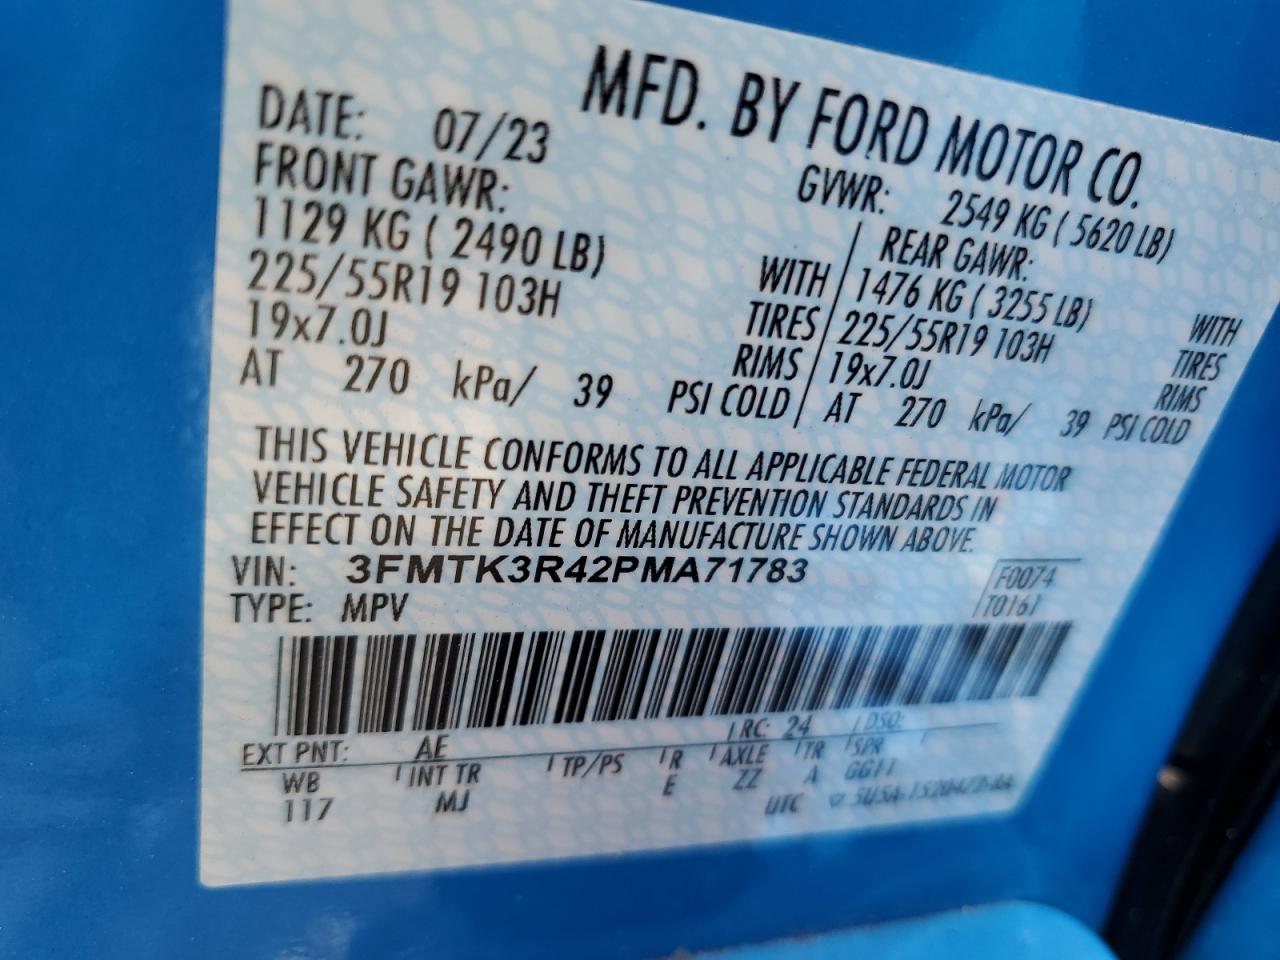 MFD. BY FORD MOTOR CO.
DATE: 07/23 GVWR: 2549 KG ( 5620 LB)
FRONT GAWR: REAR GAWR:
1129 KG ( 2490 LB) WITH 1476 KG ( 3255 LB) WITH
225/55R19 103H TIRES 225/55R19 103H TIRES
19x7.0J RIMS 19x7.0J RIMS
AT 270 kPa/ 39 PSI COLD AT 270 kPa/ 39 PSI COLD
THIS VEHICLE CONFORMS TO ALL APPLICABLE FEDERAL MOTOR
VEHICLE SAFETY AND THEFT PREVENTION STANDARDS IN
EFFECT ON THE DATE OF MANUFACTURE SHOWN ABOVE.
VIN: 3FMTK3R42PMA71783 F0074
TYPE: MPV T0161
EXT PNT: AE RC: 24 DSO:
WB INT TR TP/PS R AXLE TR SPR
117 MJ E ZZ A GG11
UTC